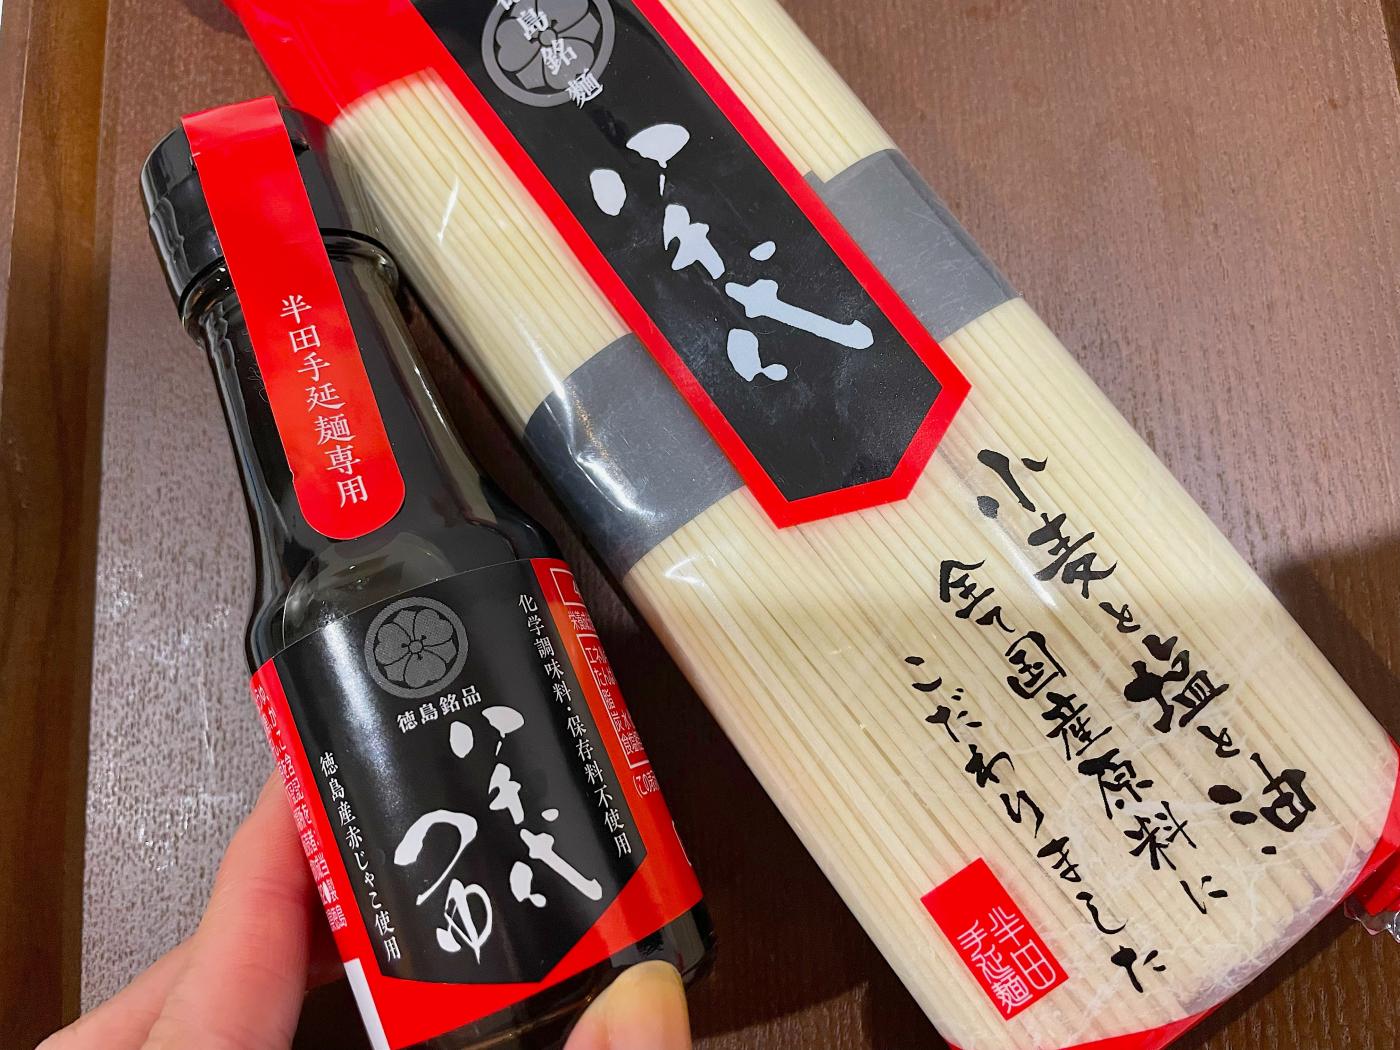 徳島銘麺
八千代
小麦と塩と油
全て国産原料に
こだわりました
半田
手延麺
半田手延麺専用
徳島銘品
八千代
つゆ
化学調味料・保存料不使用
徳島産赤じゃこ使用